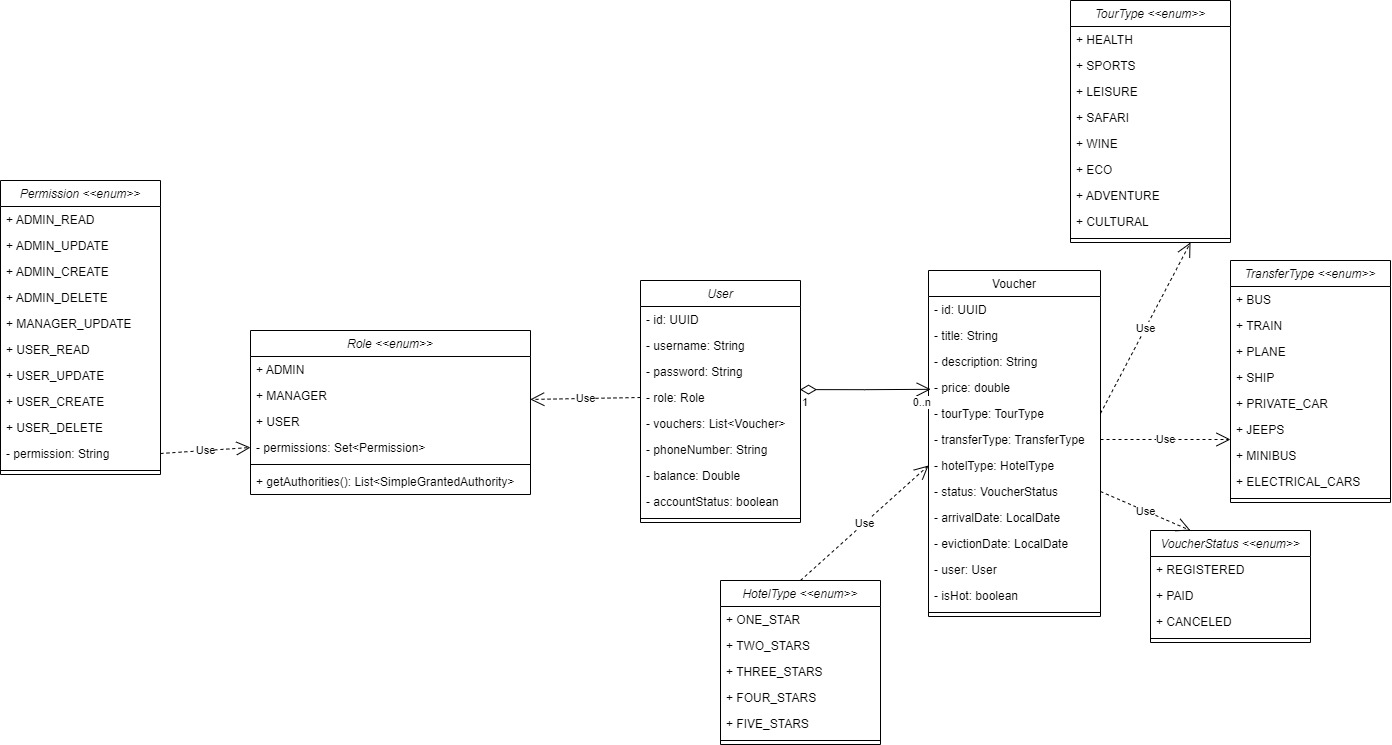 TourType <<enum>>
+ HEALTH
+ SPORTS
+ LEISURE
+ SAFARI
+ WINE
+ ECO
+ ADVENTURE
+ CULTURAL
Permission <<enum>>
+ ADMIN_READ
+ ADMIN_UPDATE
+ ADMIN_CREATE
+ ADMIN_DELETE
+ MANAGER_UPDATE
+ USER_READ
+ USER_UPDATE
+ USER_CREATE
+ USER_DELETE
- permission: String
Use
Role <<enum>>
+ ADMIN
+ MANAGER
+ USER
- permissions: Set<Permission>
+ getAuthorities(): List<SimpleGrantedAuthority>
Use
User
- id: UUID
- username: String
- password: String
- role: Role
- vouchers: List<Voucher>
- phoneNumber: String
- balance: Double
- accountStatus: boolean
1
0..n
Voucher
- id: UUID
- title: String
- description: String
- price: double
- tourType: TourType
- transferType: TransferType
- hotelType: HotelType
- status: VoucherStatus
- arrivalDate: LocalDate
- evictionDate: LocalDate
- user: User
- isHot: boolean
Use
Use
Use
Use
TransferType <<enum>>
+ BUS
+ TRAIN
+ PLANE
+ SHIP
+ PRIVATE_CAR
+ JEEPS
+ MINIBUS
+ ELECTRICAL_CARS
VoucherStatus <<enum>>
+ REGISTERED
+ PAID
+ CANCELED
HotelType <<enum>>
+ ONE_STAR
+ TWO_STARS
+ THREE_STARS
+ FOUR_STARS
+ FIVE_STARS